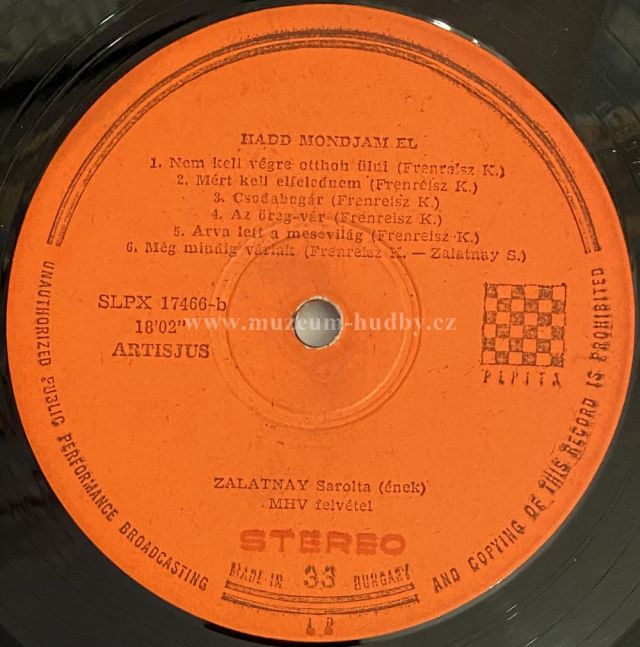 HADD MONDJAM EL
1. Nem kell végre otthon ülni (Frenreisz K.)
2. Mért kell elfelednem (Frenreisz K.)
3. Csodabogár (Frenreisz K.)
4. Az öreg-vár (Frenreisz K.)
5. Árva lett a mesevilág (Frenreisz K.)
6. Még mindig várlak (Frenreisz K. — Zalatnay S.)
SLPX 17466-b
18'02"
ARTISJUS
www.muzeum-hudby.cz
PEPITA
ZALATNAY Sarolta (ének)
MHV felvétel
STEREO
MADE IN 33 HUNGARY
UNAUTHORIZED PUBLIC PERFORMANCE BROADCASTING AND COPYING OF THIS RECORD IS PROHIBITED